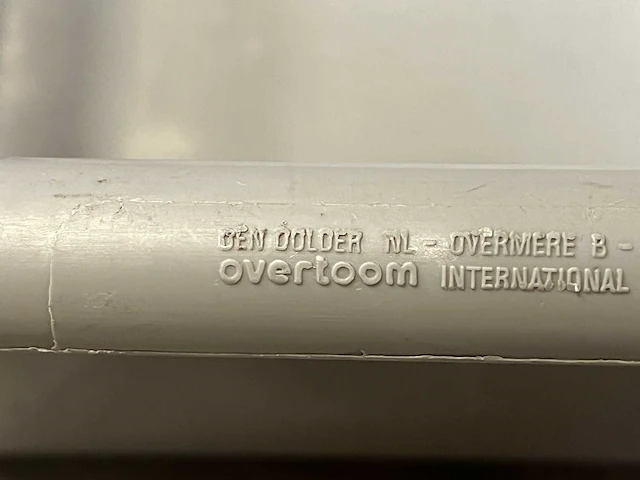 DEN DOLDER NL - OVERMERE B -
overtoom INTERNATIONAL